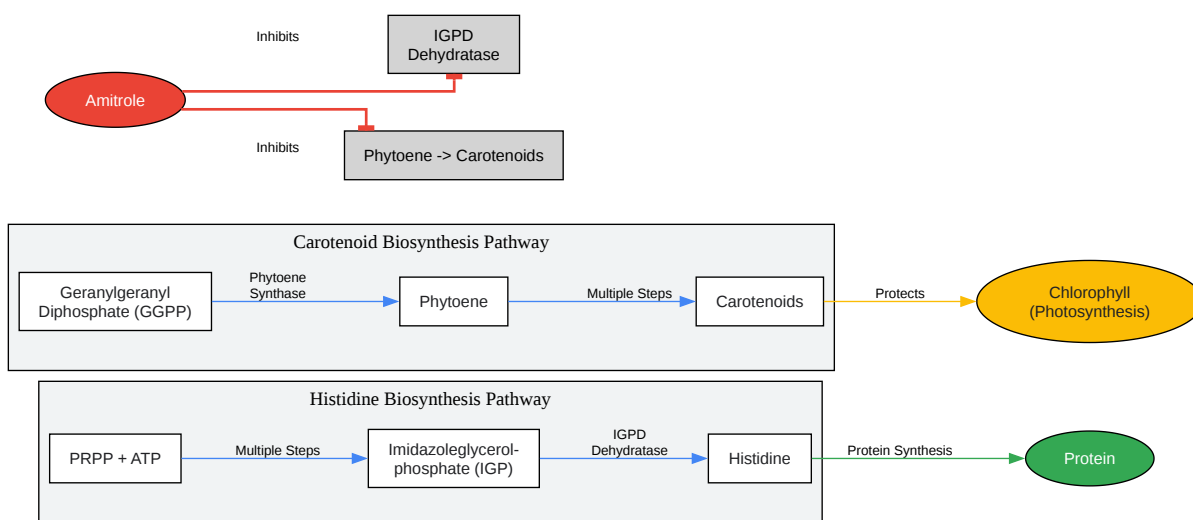 Inhibits
IGPD
Dehydratase
Amitrole
Inhibits
Phytoene -> Carotenoids
Carotenoid Biosynthesis Pathway
Geranylgeranyl
Diphosphate (GGPP)
Phytoene
Synthase
Phytoene
Multiple Steps
Carotenoids
Protects
Chlorophyll
(Photosynthesis)
Histidine Biosynthesis Pathway
PRPP + ATP
Multiple Steps
Imidazoleglycerol-
phosphate (IGP)
IGPD
Dehydratase
Histidine
Protein Synthesis
Protein